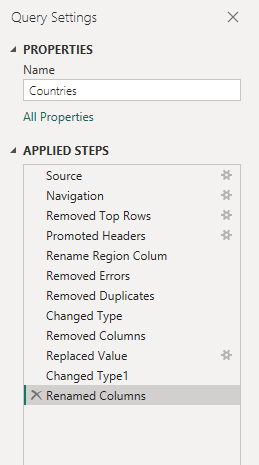 Query Settings
PROPERTIES
Name
Countries
All Properties
APPLIED STEPS
Source
Navigation
Removed Top Rows
Promoted Headers
Rename Region Colum
Removed Errors
Removed Duplicates
Changed Type
Removed Columns
Replaced Value
Changed Type1
Renamed Columns